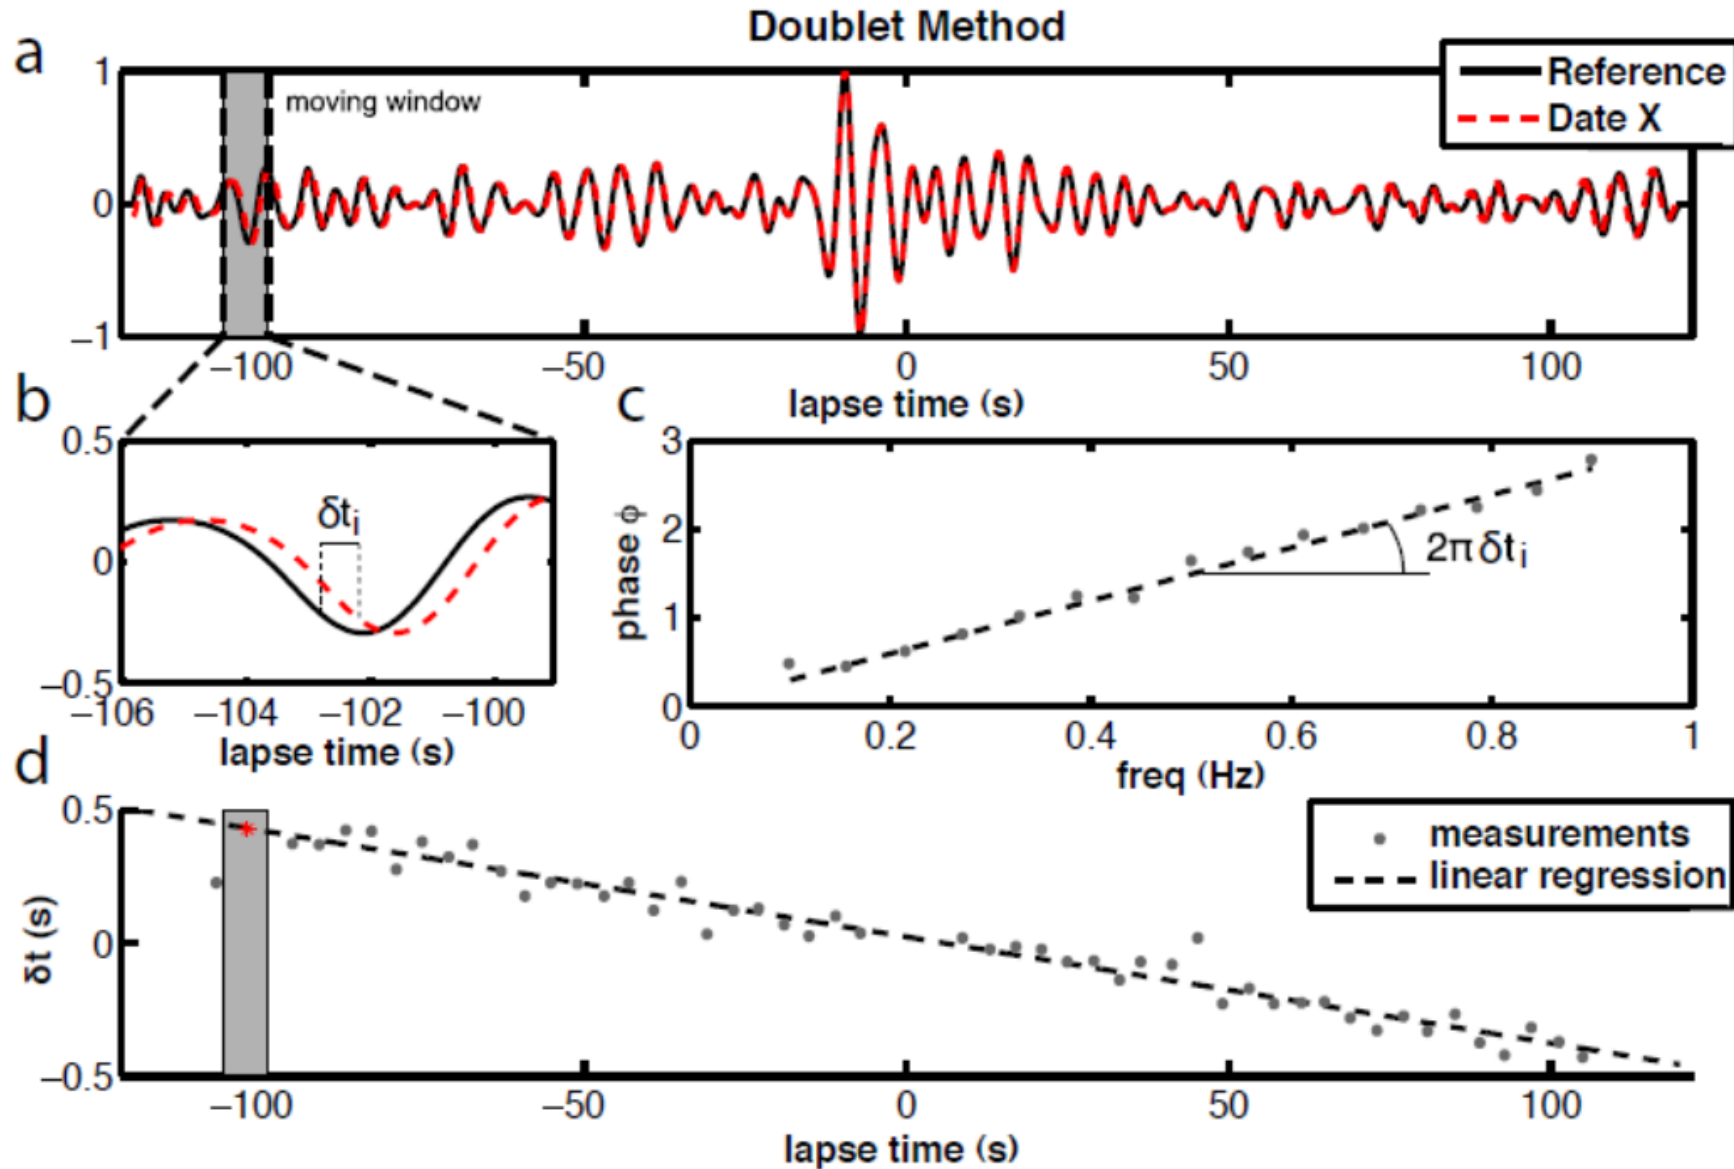 Doublet Method
a
Reference
Date X
moving window
1
0
−1
−100
−50
0
50
100
lapse time (s)
b
0.5
0
−0.5
δti
−106
−104
−102
−100
lapse time (s)
c
3
2
1
0
phase ϕ
2π δti
0
0.2
0.4
0.6
0.8
1
freq (Hz)
d
0.5
0
−0.5
δt (s)
measurements
linear regression
−100
−50
0
50
100
lapse time (s)